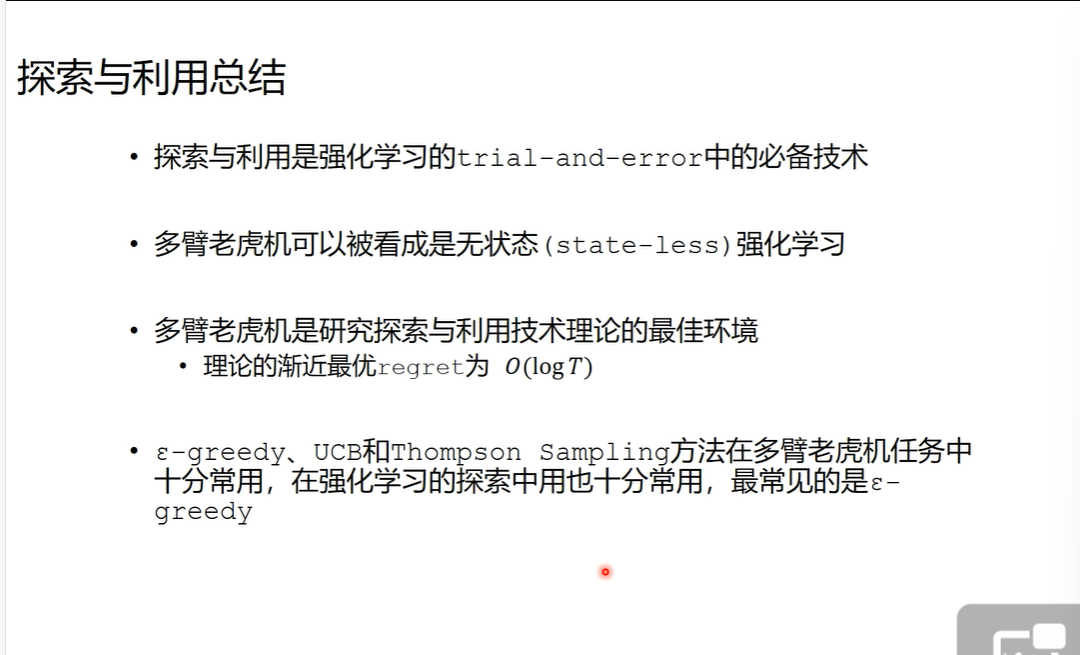 探索与利用总结
• 探索与利用是强化学习的trial-and-error中的必备技术
• 多臂老虎机可以被看成是无状态(state-less)强化学习
• 多臂老虎机是研究探索与利用技术理论的最佳环境
• 理论的渐近最优regret为 O(log T)
• ε-greedy、UCB和Thompson Sampling方法在多臂老虎机任务中
十分常用，在强化学习的探索中用也十分常用，最常见的是ε-
greedy